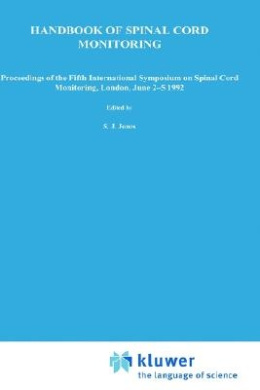 HANDBOOK OF SPINAL CORD
MONITORING
Proceedings of the Fifth International Symposium on Spinal Cord
Monitoring, London, June 2-5 1992
Edited by
S. J. Jones
kluwer
the language of science